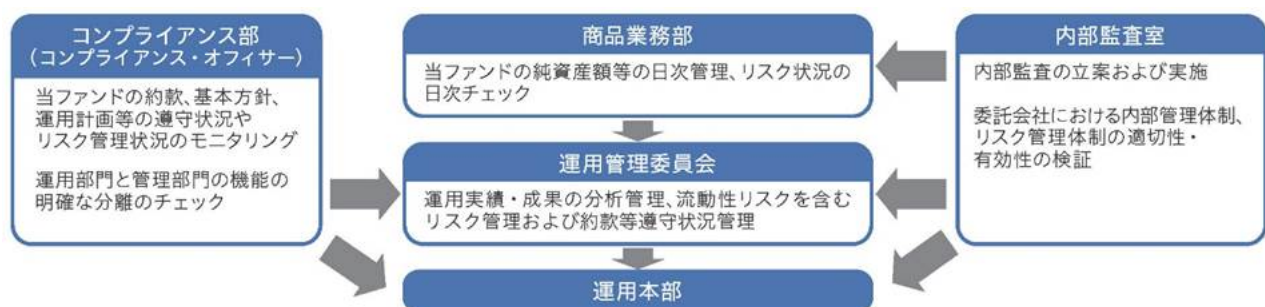 コンプライアンス部
（コンプライアンス・オフィサー）
当ファンドの約款、基本方針、
運用計画等の遵守状況や
リスク管理状況のモニタリング
運用部門と管理部門の機能の
明確な分離のチェック
商品業務部
当ファンドの純資産額等の日次管理、リスク状況の
日次チェック
運用管理委員会
運用実績・成果の分析管理、流動性リスクを含む
リスク管理および約款等遵守状況管理
運用本部
内部監査室
内部監査の立案および実施
委託会社における内部管理体制、
リスク管理体制の適切性・
有効性の検証